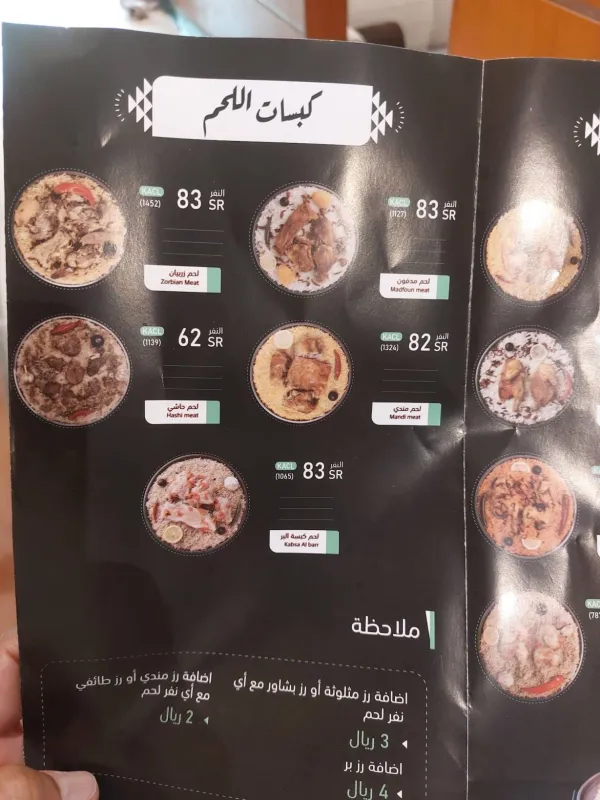 كبسات اللحم
النفر
83 SR
KACL
(1127)
لحم مدفون
Madfoun meat
النفر
83 SR
KACL
(1452)
لحم زربيان
Zorbian Meat
النفر
82 SR
KACL
(1324)
لحم مندي
Mandi meat
النفر
62 SR
KACL
(1139)
لحم حاشي
Hashi meat
النفر
83 SR
KACL
(1065)
لحم كبسة البر
Kabsa Al barr
ملاحظة
اضافة رز مثلوثة أو رز بشاور مع أي
نفر لحم
3 ريال
اضافة رز بر
4 ريال
اضافة رز مندي أو رز طائفي
مع أي نفر لحم
2 ريال